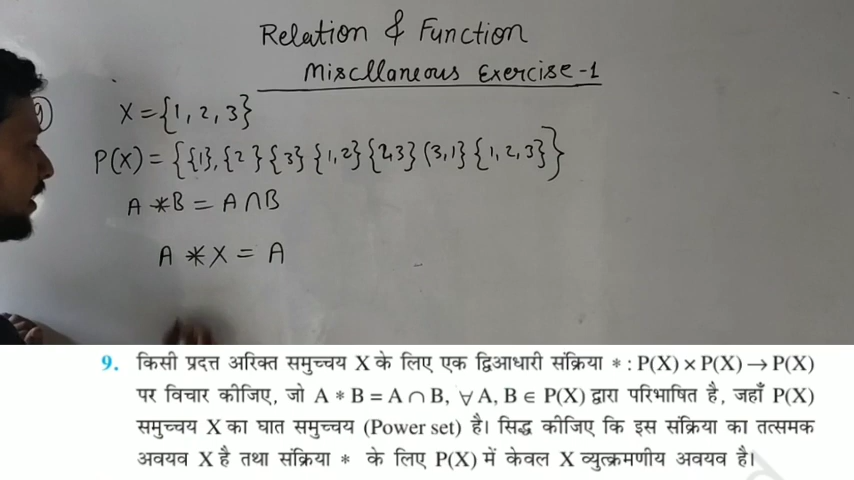 Relation & Function
Miscllaneous Exercise-1
9)
X = {1, 2, 3}
P(X) = {{1}, {2} {3} {1,2} {2,3} (3,1} {1, 2, 3}}
A * B = A ∩ B
A * X = A
9. किसी प्रदत्त अरिक्त समुच्चय X के लिए एक द्विआधारी संक्रिया * : P(X) × P(X) → P(X)
पर विचार कीजिए, जो A * B = A ∩ B, ∀ A, B ∈ P(X) द्वारा परिभाषित है, जहाँ P(X)
समुच्चय X का घात समुच्चय (Power set) है। सिद्ध कीजिए कि इस संक्रिया का तत्समक
अवयव X है तथा संक्रिया * के लिए P(X) में केवल X व्युत्क्रमणीय अवयव है।